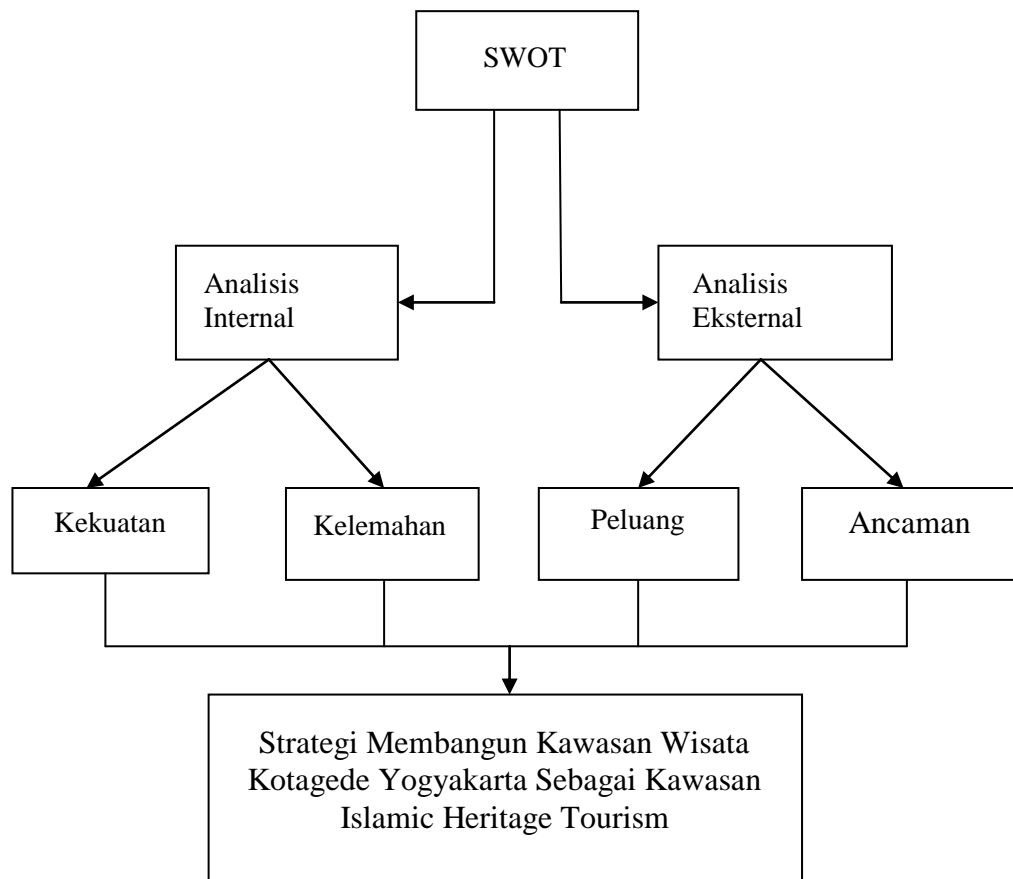 SWOT
Analisis
Internal
Analisis
Eksternal
Kekuatan
Kelemahan
Peluang
Ancaman
Strategi Membangun Kawasan Wisata
Kotagede Yogyakarta Sebagai Kawasan
Islamic Heritage Tourism